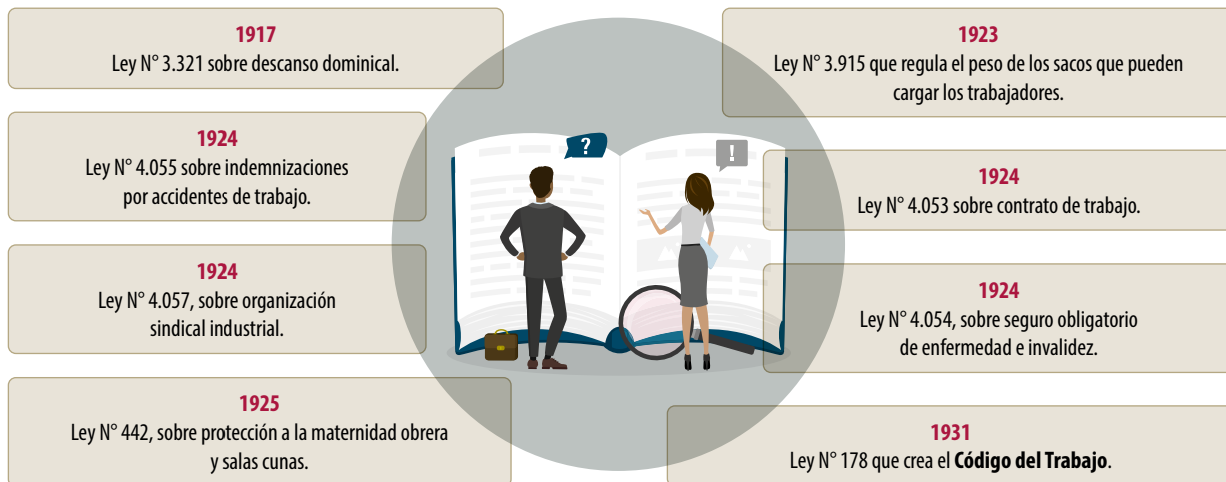 1917
Ley N° 3.321 sobre descanso dominical.
1923
Ley N° 3.915 que regula el peso de los sacos que pueden
cargar los trabajadores.
1924
Ley N° 4.055 sobre indemnizaciones
por accidentes de trabajo.
?
!
1924
Ley N° 4.053 sobre contrato de trabajo.
1924
Ley N° 4.057, sobre organización
sindical industrial.
1924
Ley N° 4.054, sobre seguro obligatorio
de enfermedad e invalidez.
1925
Ley N° 442, sobre protección a la maternidad obrera
y salas cunas.
1931
Ley N° 178 que crea el Código del Trabajo.